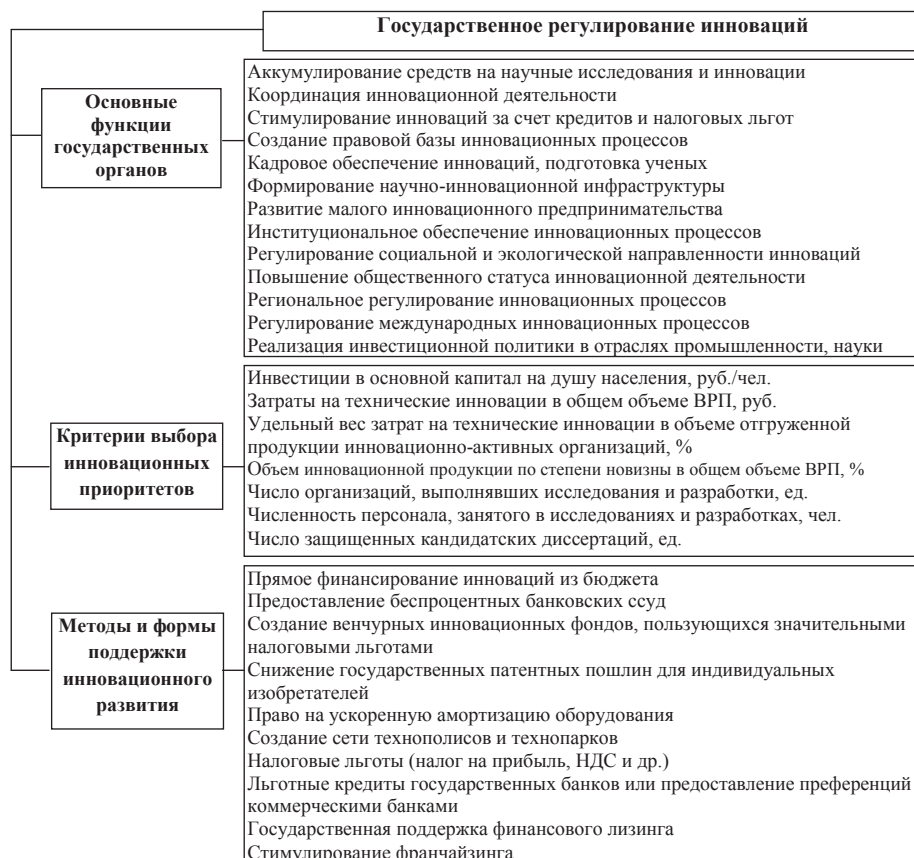 Государственное регулирование инноваций
Основные
функции
государственных
органов
Аккумулирование средств на научные исследования и инновации
Координация инновационной деятельности
Стимулирование инноваций за счет кредитов и налоговых льгот
Создание правовой базы инновационных процессов
Кадровое обеспечение инноваций, подготовка ученых
Формирование научно-инновационной инфраструктуры
Развитие малого инновационного предпринимательства
Институциональное обеспечение инновационных процессов
Регулирование социальной и экологической направленности инноваций
Повышение общественного статуса инновационной деятельности
Региональное регулирование инновационных процессов
Регулирование международных инновационных процессов
Реализация инвестиционной политики в отраслях промышленности, науки
Критерии выбора
инновационных
приоритетов
Инвестиции в основной капитал на душу населения, руб./чел.
Затраты на технические инновации в общем объеме ВРП, руб.
Удельный вес затрат на технические инновации в объеме отгруженной
продукции инновационно-активных организаций, %
Объем инновационной продукции по степени новизны в общем объеме ВРП, %
Число организаций, выполнявших исследования и разработки, ед.
Численность персонала, занятого в исследованиях и разработках, чел.
Число защищенных кандидатских диссертаций, ед.
Методы и формы
поддержки
инновационного
развития
Прямое финансирование инноваций из бюджета
Предоставление беспроцентных банковских ссуд
Создание венчурных инновационных фондов, пользующихся значительными
налоговыми льготами
Снижение государственных патентных пошлин для индивидуальных
изобретателей
Право на ускоренную амортизацию оборудования
Создание сети технополисов и технопарков
Налоговые льготы (налог на прибыль, НДС и др.)
Льготные кредиты государственных банков или предоставление преференций
коммерческими банками
Государственная поддержка финансового лизинга
Стимулирование франчайзинга